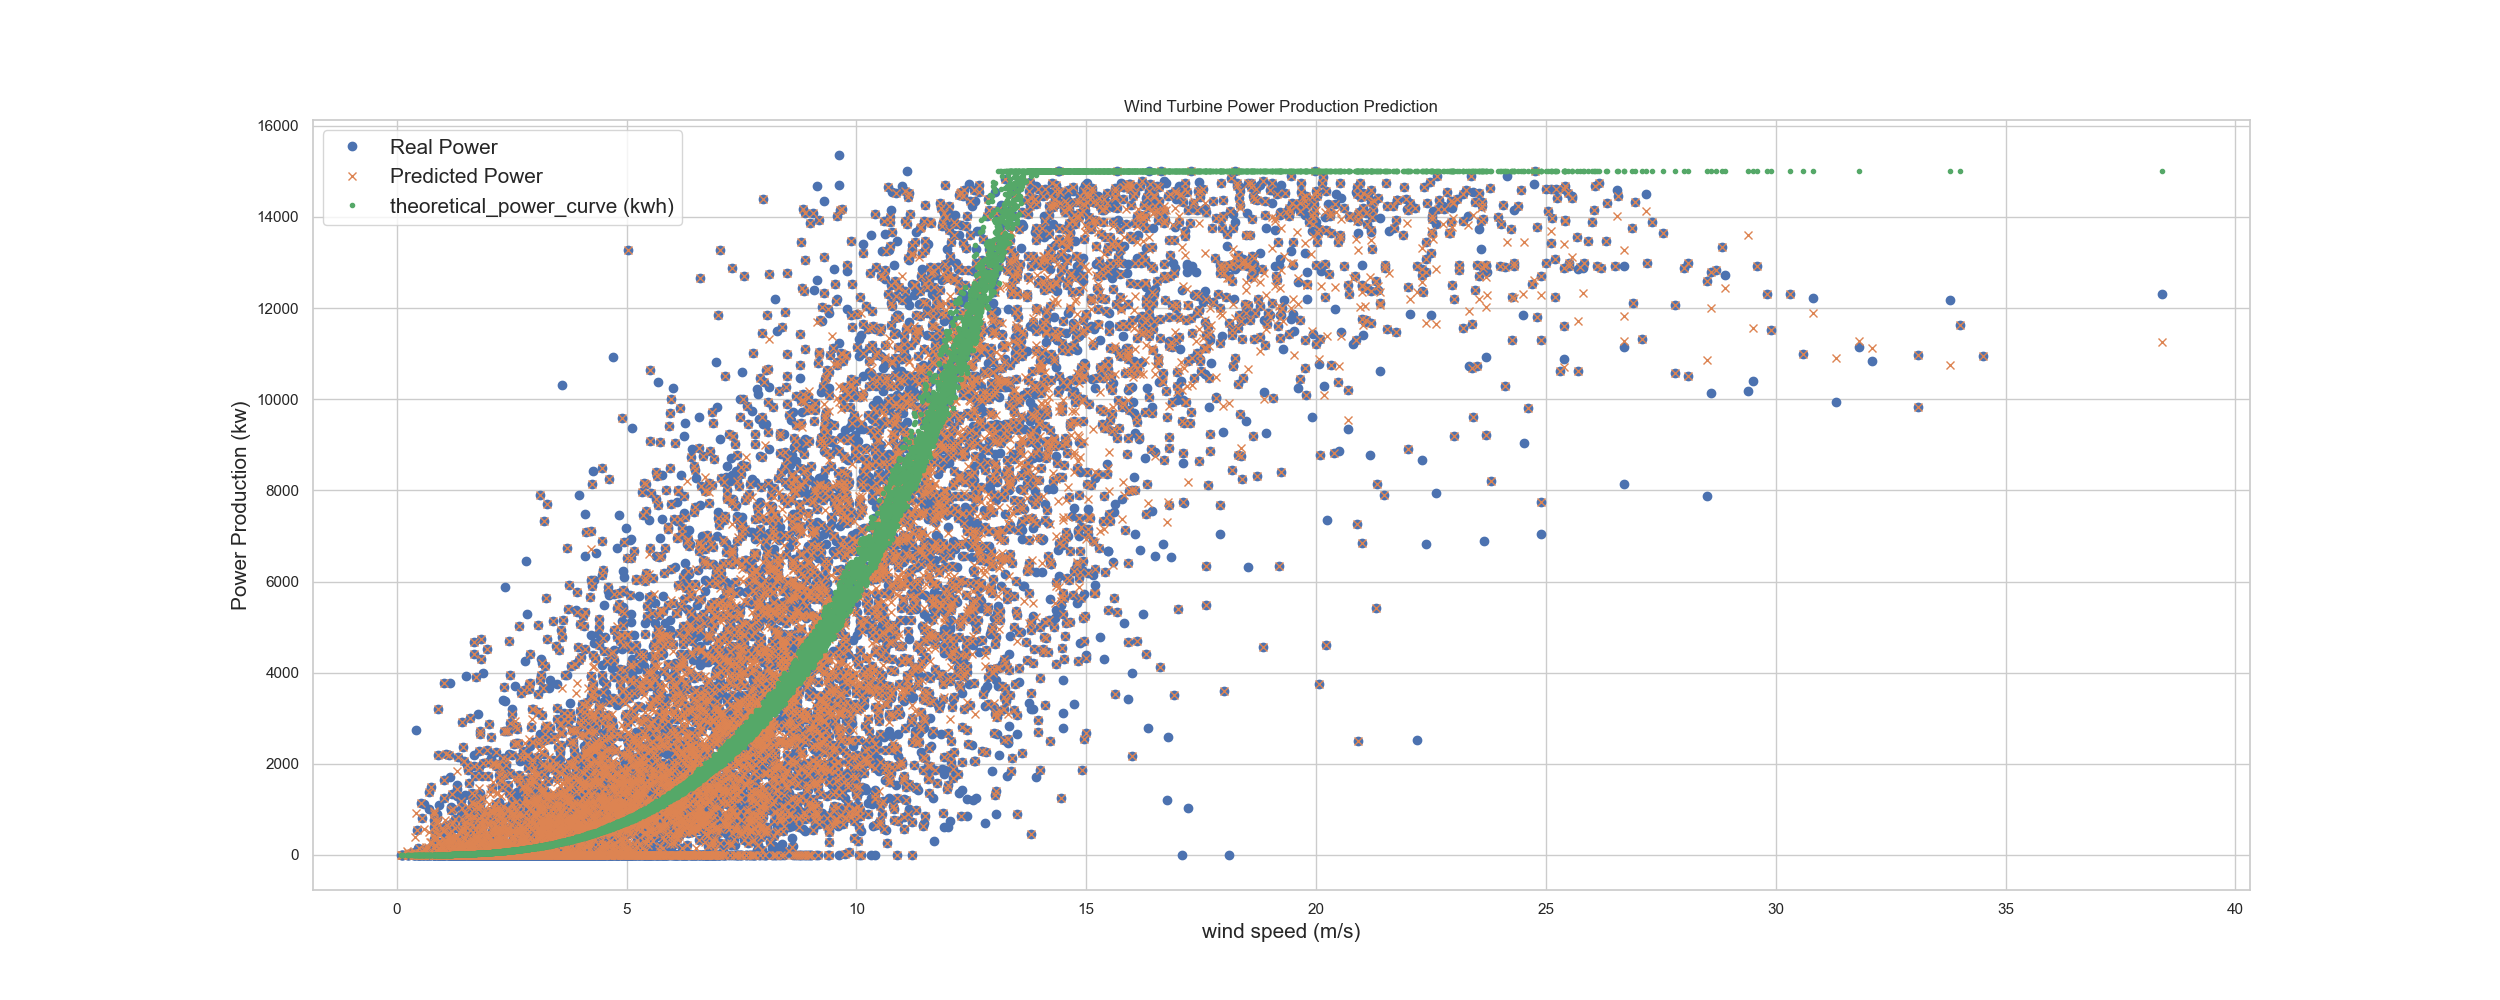 Wind Turbine Power Production Prediction
Real Power
Predicted Power
theoretical_power_curve (kwh)
16000
14000
12000
10000
8000
6000
4000
2000
0
Power Production (kw)
0 5 10 15 20 25 30 35 40
wind speed (m/s)